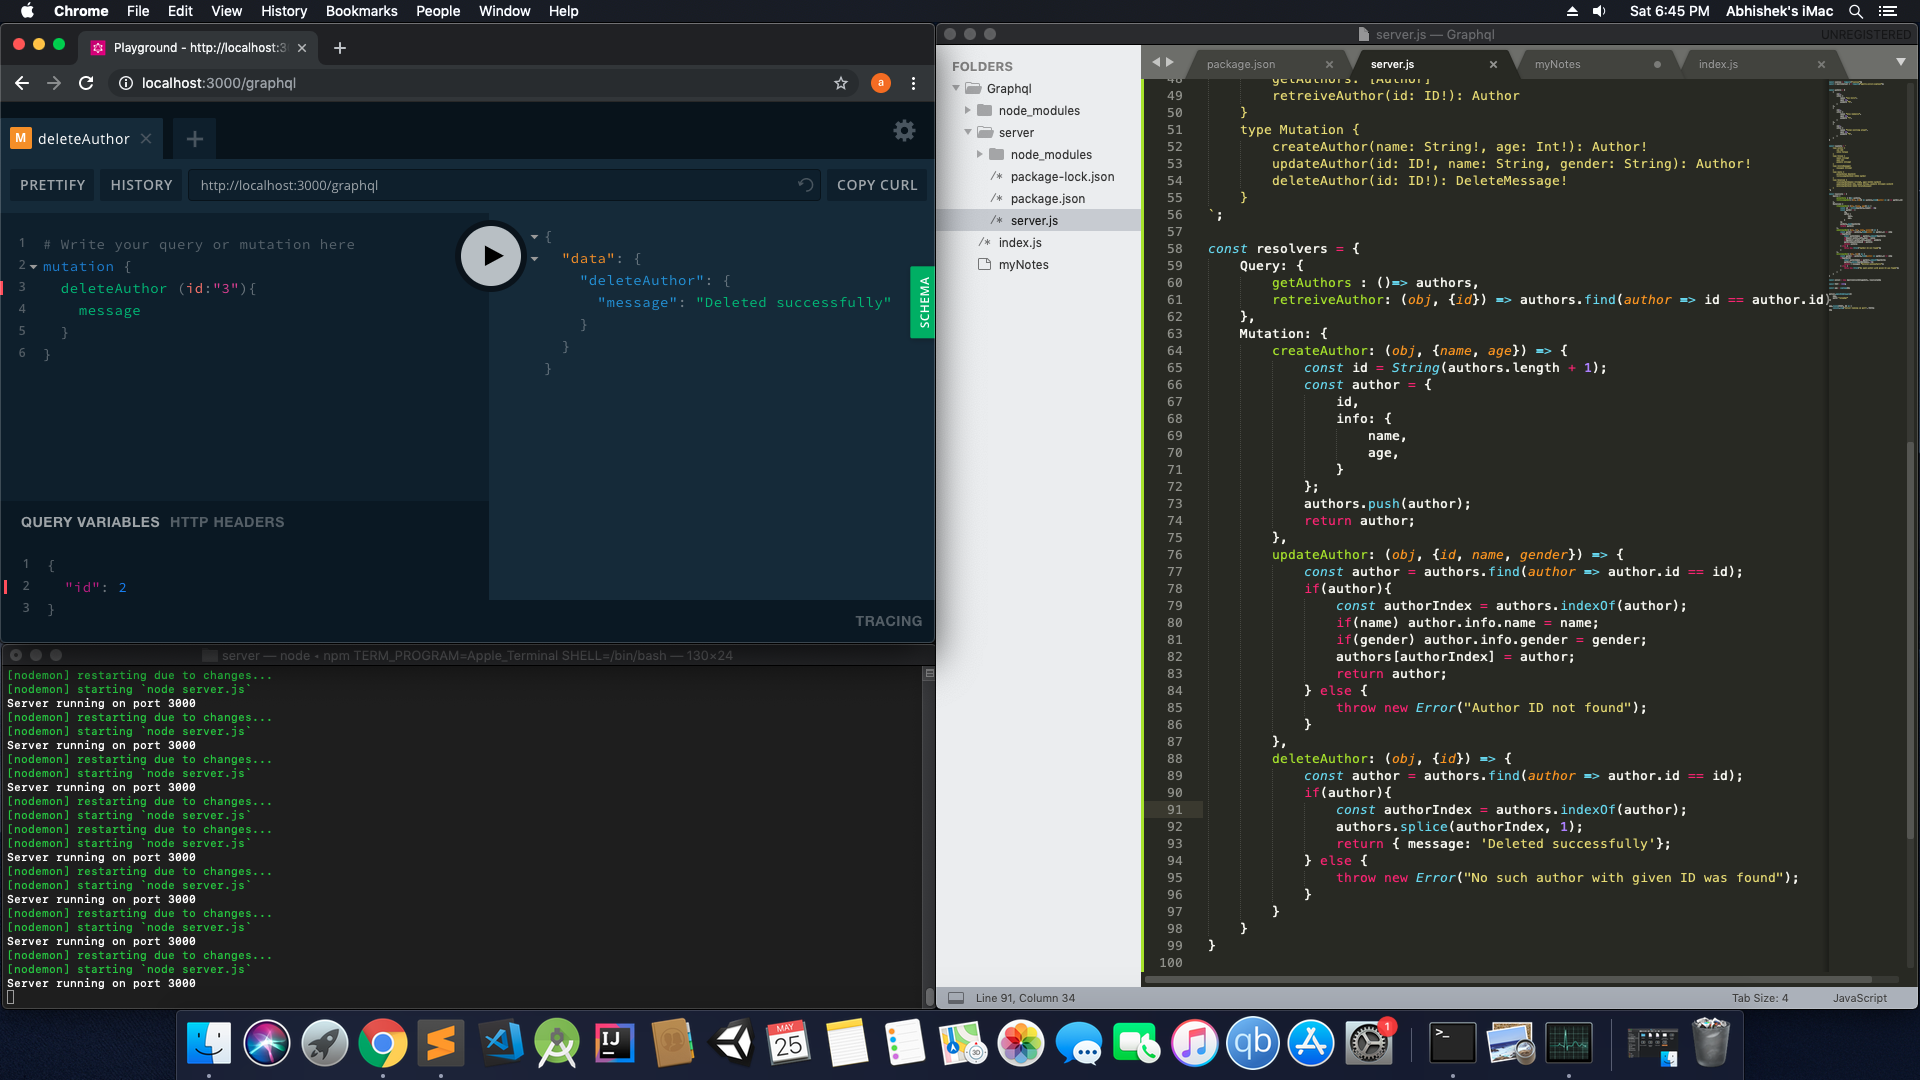 Chrome File Edit View History Bookmarks People Window Help
Sat 6:45 PM Abhishek's iMac
Playground - http://localhost:3
localhost:3000/graphql
a
M deleteAuthor
PRETTIFY HISTORY http://localhost:3000/graphql COPY CURL
1 # Write your query or mutation here
2 mutation {
3 deleteAuthor (id:"3"){
4 message
5 }
6 }
{
"data": {
"deleteAuthor": {
"message": "Deleted successfully"
}
}
}
SCHEMA
QUERY VARIABLES HTTP HEADERS
1 {
2 "id": 2
3 }
TRACING
server — node • npm TERM_PROGRAM=Apple_Terminal SHELL=/bin/bash — 130×24
[nodemon] restarting due to changes...
[nodemon] starting `node server.js`
Server running on port 3000
[nodemon] restarting due to changes...
[nodemon] starting `node server.js`
Server running on port 3000
[nodemon] restarting due to changes...
[nodemon] starting `node server.js`
Server running on port 3000
[nodemon] restarting due to changes...
[nodemon] starting `node server.js`
[nodemon] restarting due to changes...
[nodemon] starting `node server.js`
Server running on port 3000
[nodemon] restarting due to changes...
[nodemon] starting `node server.js`
Server running on port 3000
[nodemon] restarting due to changes...
[nodemon] starting `node server.js`
Server running on port 3000
[nodemon] restarting due to changes...
[nodemon] starting `node server.js`
Server running on port 3000
server.js — Graphql
UNREGISTERED
FOLDERS
Graphql
node_modules
server
node_modules
/* package-lock.json
/* package.json
/* server.js
/* index.js
myNotes
package.json server.js myNotes index.js
48 getAuthors: [Author]
49 retreiveAuthor(id: ID!): Author
50 }
51 type Mutation {
52 createAuthor(name: String!, age: Int!): Author!
53 updateAuthor(id: ID!, name: String, gender: String): Author!
54 deleteAuthor(id: ID!): DeleteMessage!
55 }
56 `;
57
58 const resolvers = {
59 Query: {
60 getAuthors : ()=> authors,
61 retreiveAuthor: (obj, {id}) => authors.find(author => id == author.id)
62 },
63 Mutation: {
64 createAuthor: (obj, {name, age}) => {
65 const id = String(authors.length + 1);
66 const author = {
67 id,
68 info: {
69 name,
70 age,
71 }
72 };
73 authors.push(author);
74 return author;
75 },
76 updateAuthor: (obj, {id, name, gender}) => {
77 const author = authors.find(author => author.id == id);
78 if(author){
79 const authorIndex = authors.indexOf(author);
80 if(name) author.info.name = name;
81 if(gender) author.info.gender = gender;
82 authors[authorIndex] = author;
83 return author;
84 } else {
85 throw new Error("Author ID not found");
86 }
87 },
88 deleteAuthor: (obj, {id}) => {
89 const author = authors.find(author => author.id == id);
90 if(author){
91 const authorIndex = authors.indexOf(author);
92 authors.splice(authorIndex, 1);
93 return { message: 'Deleted successfully'};
94 } else {
95 throw new Error("No such author with given ID was found");
96 }
97 }
98 }
99 }
100
Line 91, Column 34
Tab Size: 4 JavaScript
IJ
MAY
25
qb
1